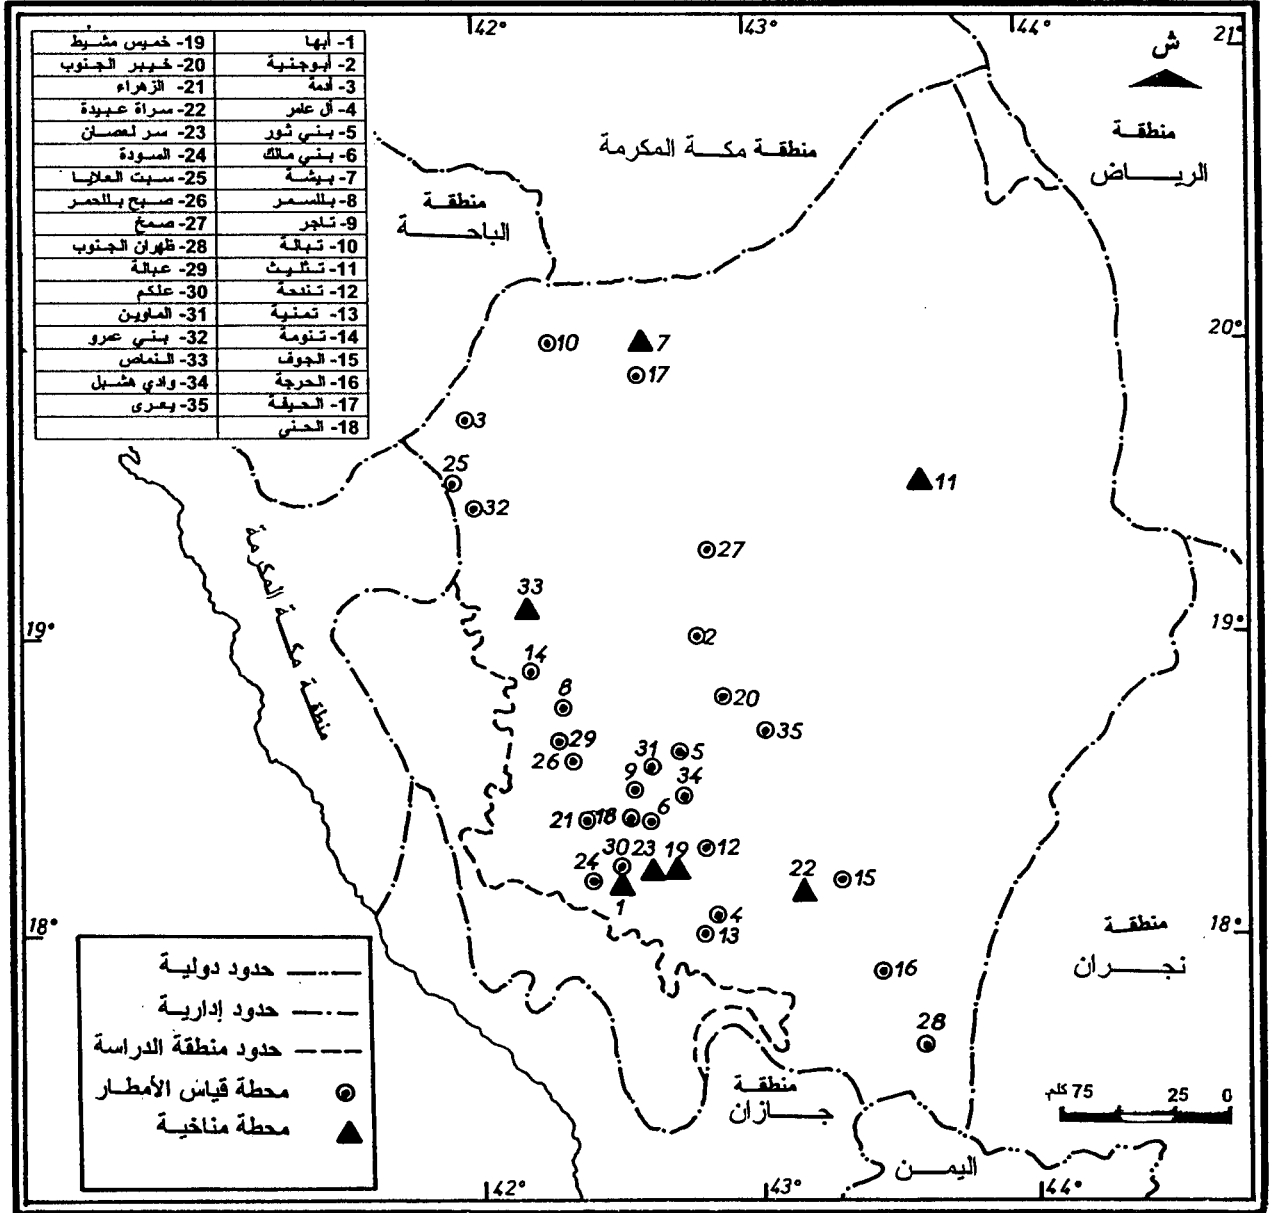 42°
43°
44°
21°
1- أبها
19- خميس مشيط
2- أبوجنية
20- خيبر الجنوب
3- ألمة
21- الزهراء
4- آل عامر
22- سراة عبيدة
5- بني ثور
23- سر لعصان
6- بني مالك
24- السودة
7- بيشة
25- سبت العلايا
8- بللسمر
26- صبح بللحمر
9- تاجر
27- صمخ
10- تبالة
28- ظهران الجنوب
11- تثليث
29- عبالة
12- تندحة
30- علكم
13- تمنية
31- الماوين
14- تنومة
32- بني عمرو
15- الجوف
33- النماص
16- الحرجة
34- وادي هشبل
17- الحيفة
35- يعرى
18- الحني
ش
منطقة
الرياض
منطقة مكة المكرمة
منطقة
الباحة
20°
10
7
17
3
25
11
32
27
منطقة مكة المكرمة
33
19°
19°
2
14
8
20
35
29
26
31
5
9
34
21
18
6
30
23
19
12
24
22
15
1
4
13
18°
18°
منطقة
نجران
16
28
حدود دولية
حدود إدارية
حدود منطقة الدراسة
محطة قياس الأمطار
محطة مناخية
منطقة
جازان
اليمن
75 كلم
25
0
42°
43°
44°